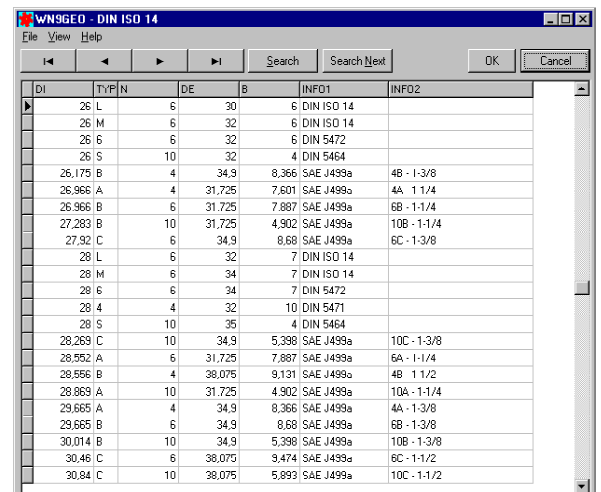 WN9GEO - DIN ISO 14
File View Help
Search Search Next OK Cancel
DI TYP N DE B INFO1 INFO2
26 L 6 30 6 DIN ISO 14
26 M 6 32 6 DIN ISO 14
26 6 6 32 6 DIN 5472
26 S 10 32 4 DIN 5464
26,175 B 4 34,9 8,366 SAE J499a 4B - 1-3/8
26,966 A 4 31,725 7,601 SAE J499a 4A 1 1/4
26.966 B 6 31.725 7.887 SAE J499a 6B - 1-1/4
27,283 B 10 31,725 4,902 SAE J499a 10B - 1-1/4
27,92 C 6 34,9 8,68 SAE J499a 6C - 1-3/8
28 L 6 32 7 DIN ISO 14
28 M 6 34 7 DIN ISO 14
28 6 6 34 7 DIN 5472
28 4 4 32 10 DIN 5471
28 S 10 35 4 DIN 5464
28,269 C 10 34,9 5,398 SAE J499a 10C - 1-3/8
28,552 A 6 31,725 7,887 SAE J499a 6A - 1-1/4
28,556 B 4 38,075 9,131 SAE J499a 4B 1 1/2
28.869 A 10 31.725 4.902 SAE J499a 10A - 1-1/4
29,665 A 4 34,9 8,366 SAE J499a 4A - 1-3/8
29,665 B 6 34,9 8,68 SAE J499a 6B - 1-3/8
30,014 B 10 34,9 5,398 SAE J499a 10B - 1-3/8
30,46 C 6 38,075 9,474 SAE J499a 6C - 1-1/2
30,84 C 10 38,075 5,893 SAE J499a 10C - 1-1/2